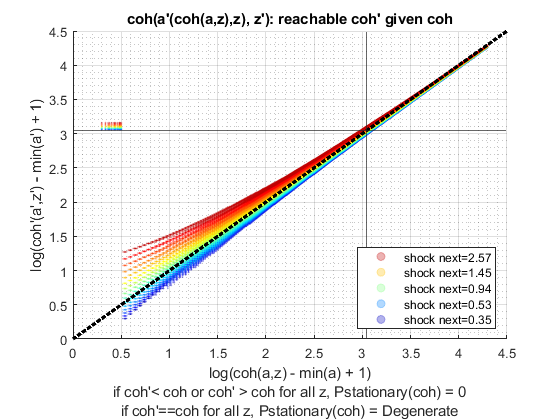 coh(a'(coh(a,z),z), z'): reachable coh' given coh
log(coh'(a',z') - min(a') + 1)
4.5
4
3.5
3
2.5
2
1.5
1
0.5
0
shock next=2.57
shock next=1.45
shock next=0.94
shock next=0.53
shock next=0.35
0 0.5 1 1.5 2 2.5 3 3.5 4 4.5
log(coh(a,z) - min(a) + 1)
if coh'< coh or coh' > coh for all z, Pstationary(coh) = 0
if coh'==coh for all z, Pstationary(coh) = Degenerate